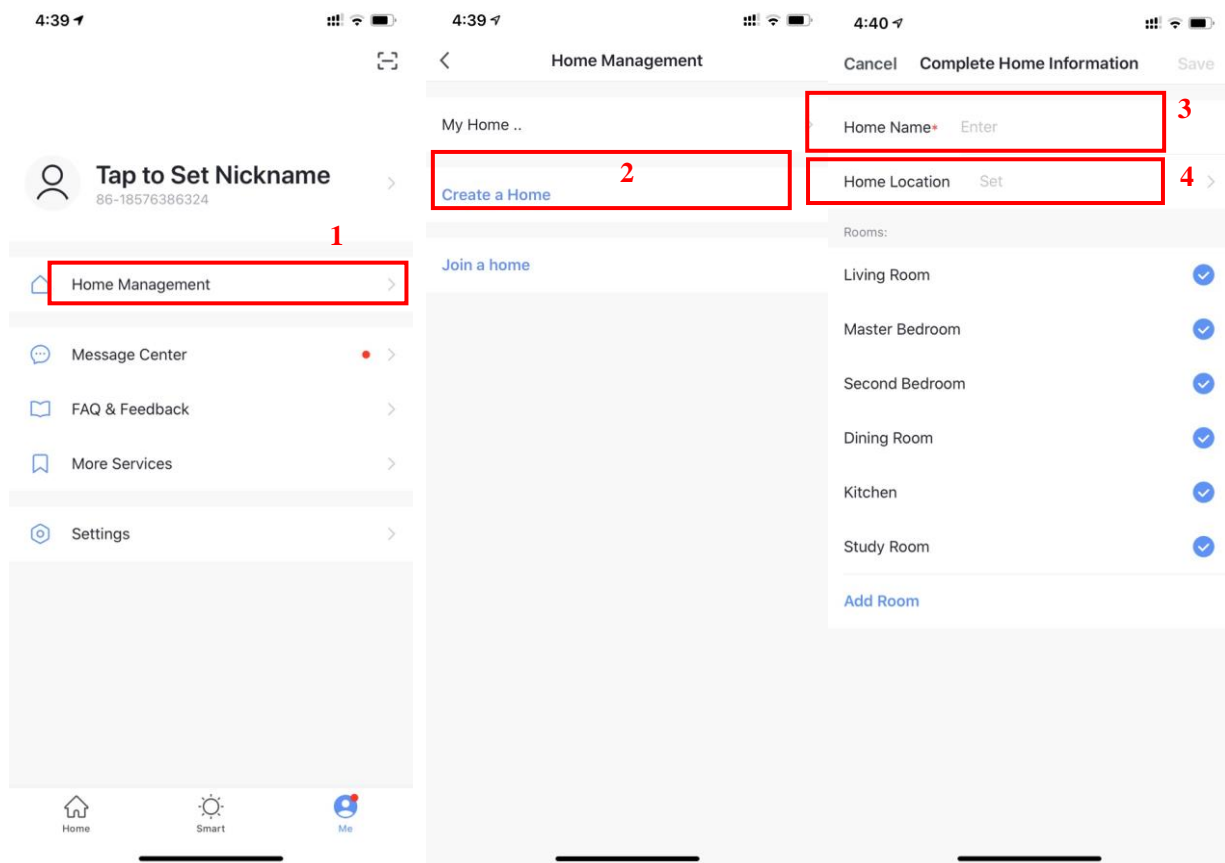 4:39
Tap to Set Nickname
86-18576386324
1
Home Management
Message Center
FAQ & Feedback
More Services
Settings
Home
Smart
Me
4:39
Home Management
My Home ..
2
Create a Home
Join a home
4:40
Cancel
Complete Home Information
Save
Home Name* Enter
3
Home Location Set
4
Rooms:
Living Room
Master Bedroom
Second Bedroom
Dining Room
Kitchen
Study Room
Add Room